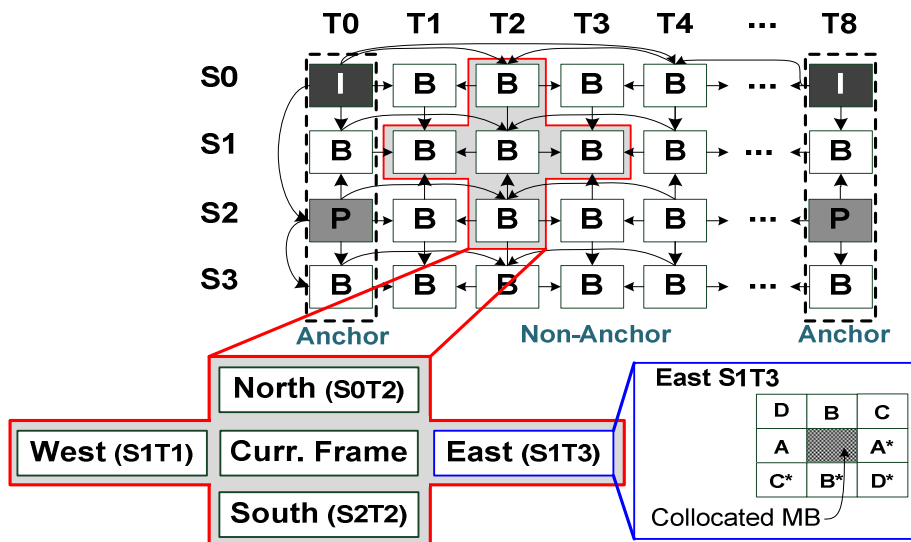 T0 T1 T2 T3 T4 ... T8
S0 I B B B B ... I
S1 B B B B B ... B
S2 P B B B B ... P
S3 B B B B B ... B
Anchor Non-Anchor Anchor
North (S0T2)
West (S1T1) Curr. Frame East (S1T3)
South (S2T2)
East S1T3
D B C
A A*
C* B* D*
Collocated MB